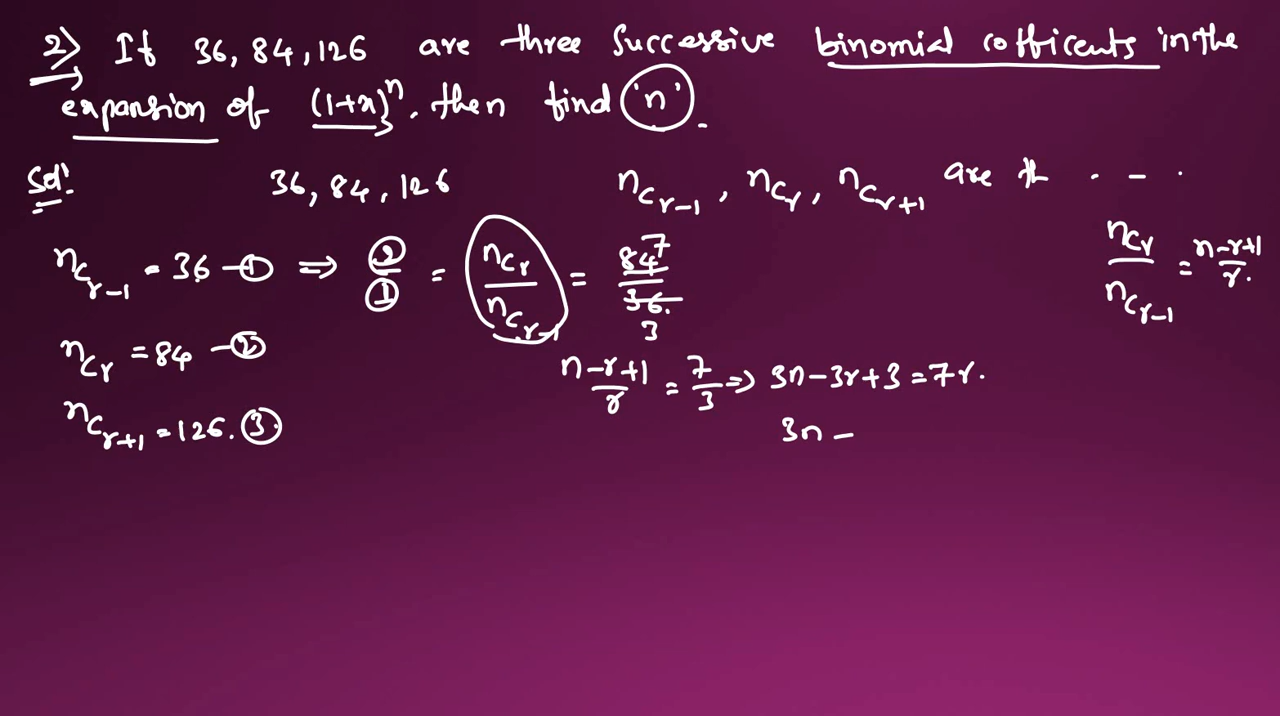 2) If 36, 84, 126 are three Successive binomial cofficents in the
expansion of (1+x)^n. then find 'n'.
Sol:
36, 84, 126
nC_{r-1}, nC_r, nC_{r+1} are th . - .
nC_{r-1} = 36 - ① ⇒ ②/① = nC_r/nC_{r-1} = 84/36. 7 3
nC_r/nC_{r-1} = n-r+1/r.
nC_r = 84 - ②
n-r+1/r = 7/3 ⇒ 3n-3r+3 = 7r.
nC_{r+1} = 126. ③
3n -